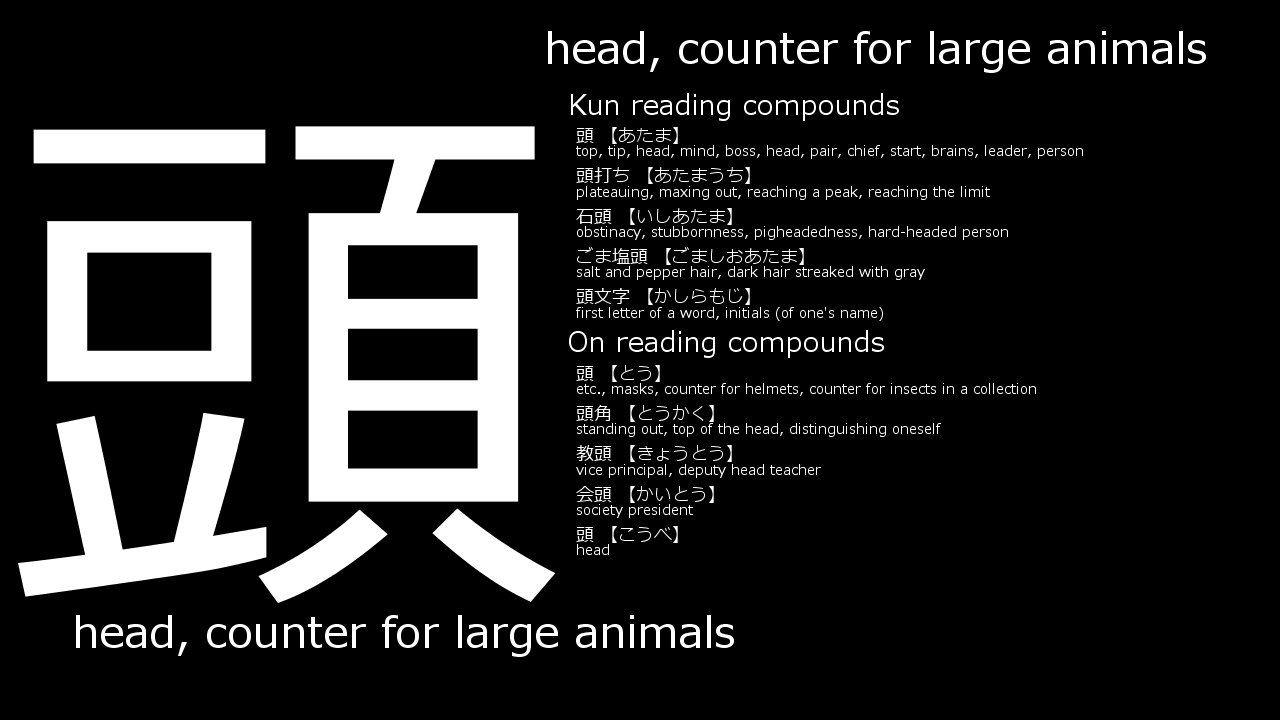 head, counter for large animals
頭
Kun reading compounds
頭 【あたま】
top, tip, head, mind, boss, head, pair, chief, start, brains, leader, person
頭打ち 【あたまうち】
plateauing, maxing out, reaching a peak, reaching the limit
石頭 【いしあたま】
obstinacy, stubbornness, pigheadedness, hard-headed person
ごま塩頭 【ごましおあたま】
salt and pepper hair, dark hair streaked with gray
頭文字 【かしらもじ】
first letter of a word, initials (of one's name)
On reading compounds
頭 【とう】
etc., masks, counter for helmets, counter for insects in a collection
頭角 【とうかく】
standing out, top of the head, distinguishing oneself
教頭 【きょうとう】
vice principal, deputy head teacher
会頭 【かいとう】
society president
頭 【こうべ】
head
head, counter for large animals